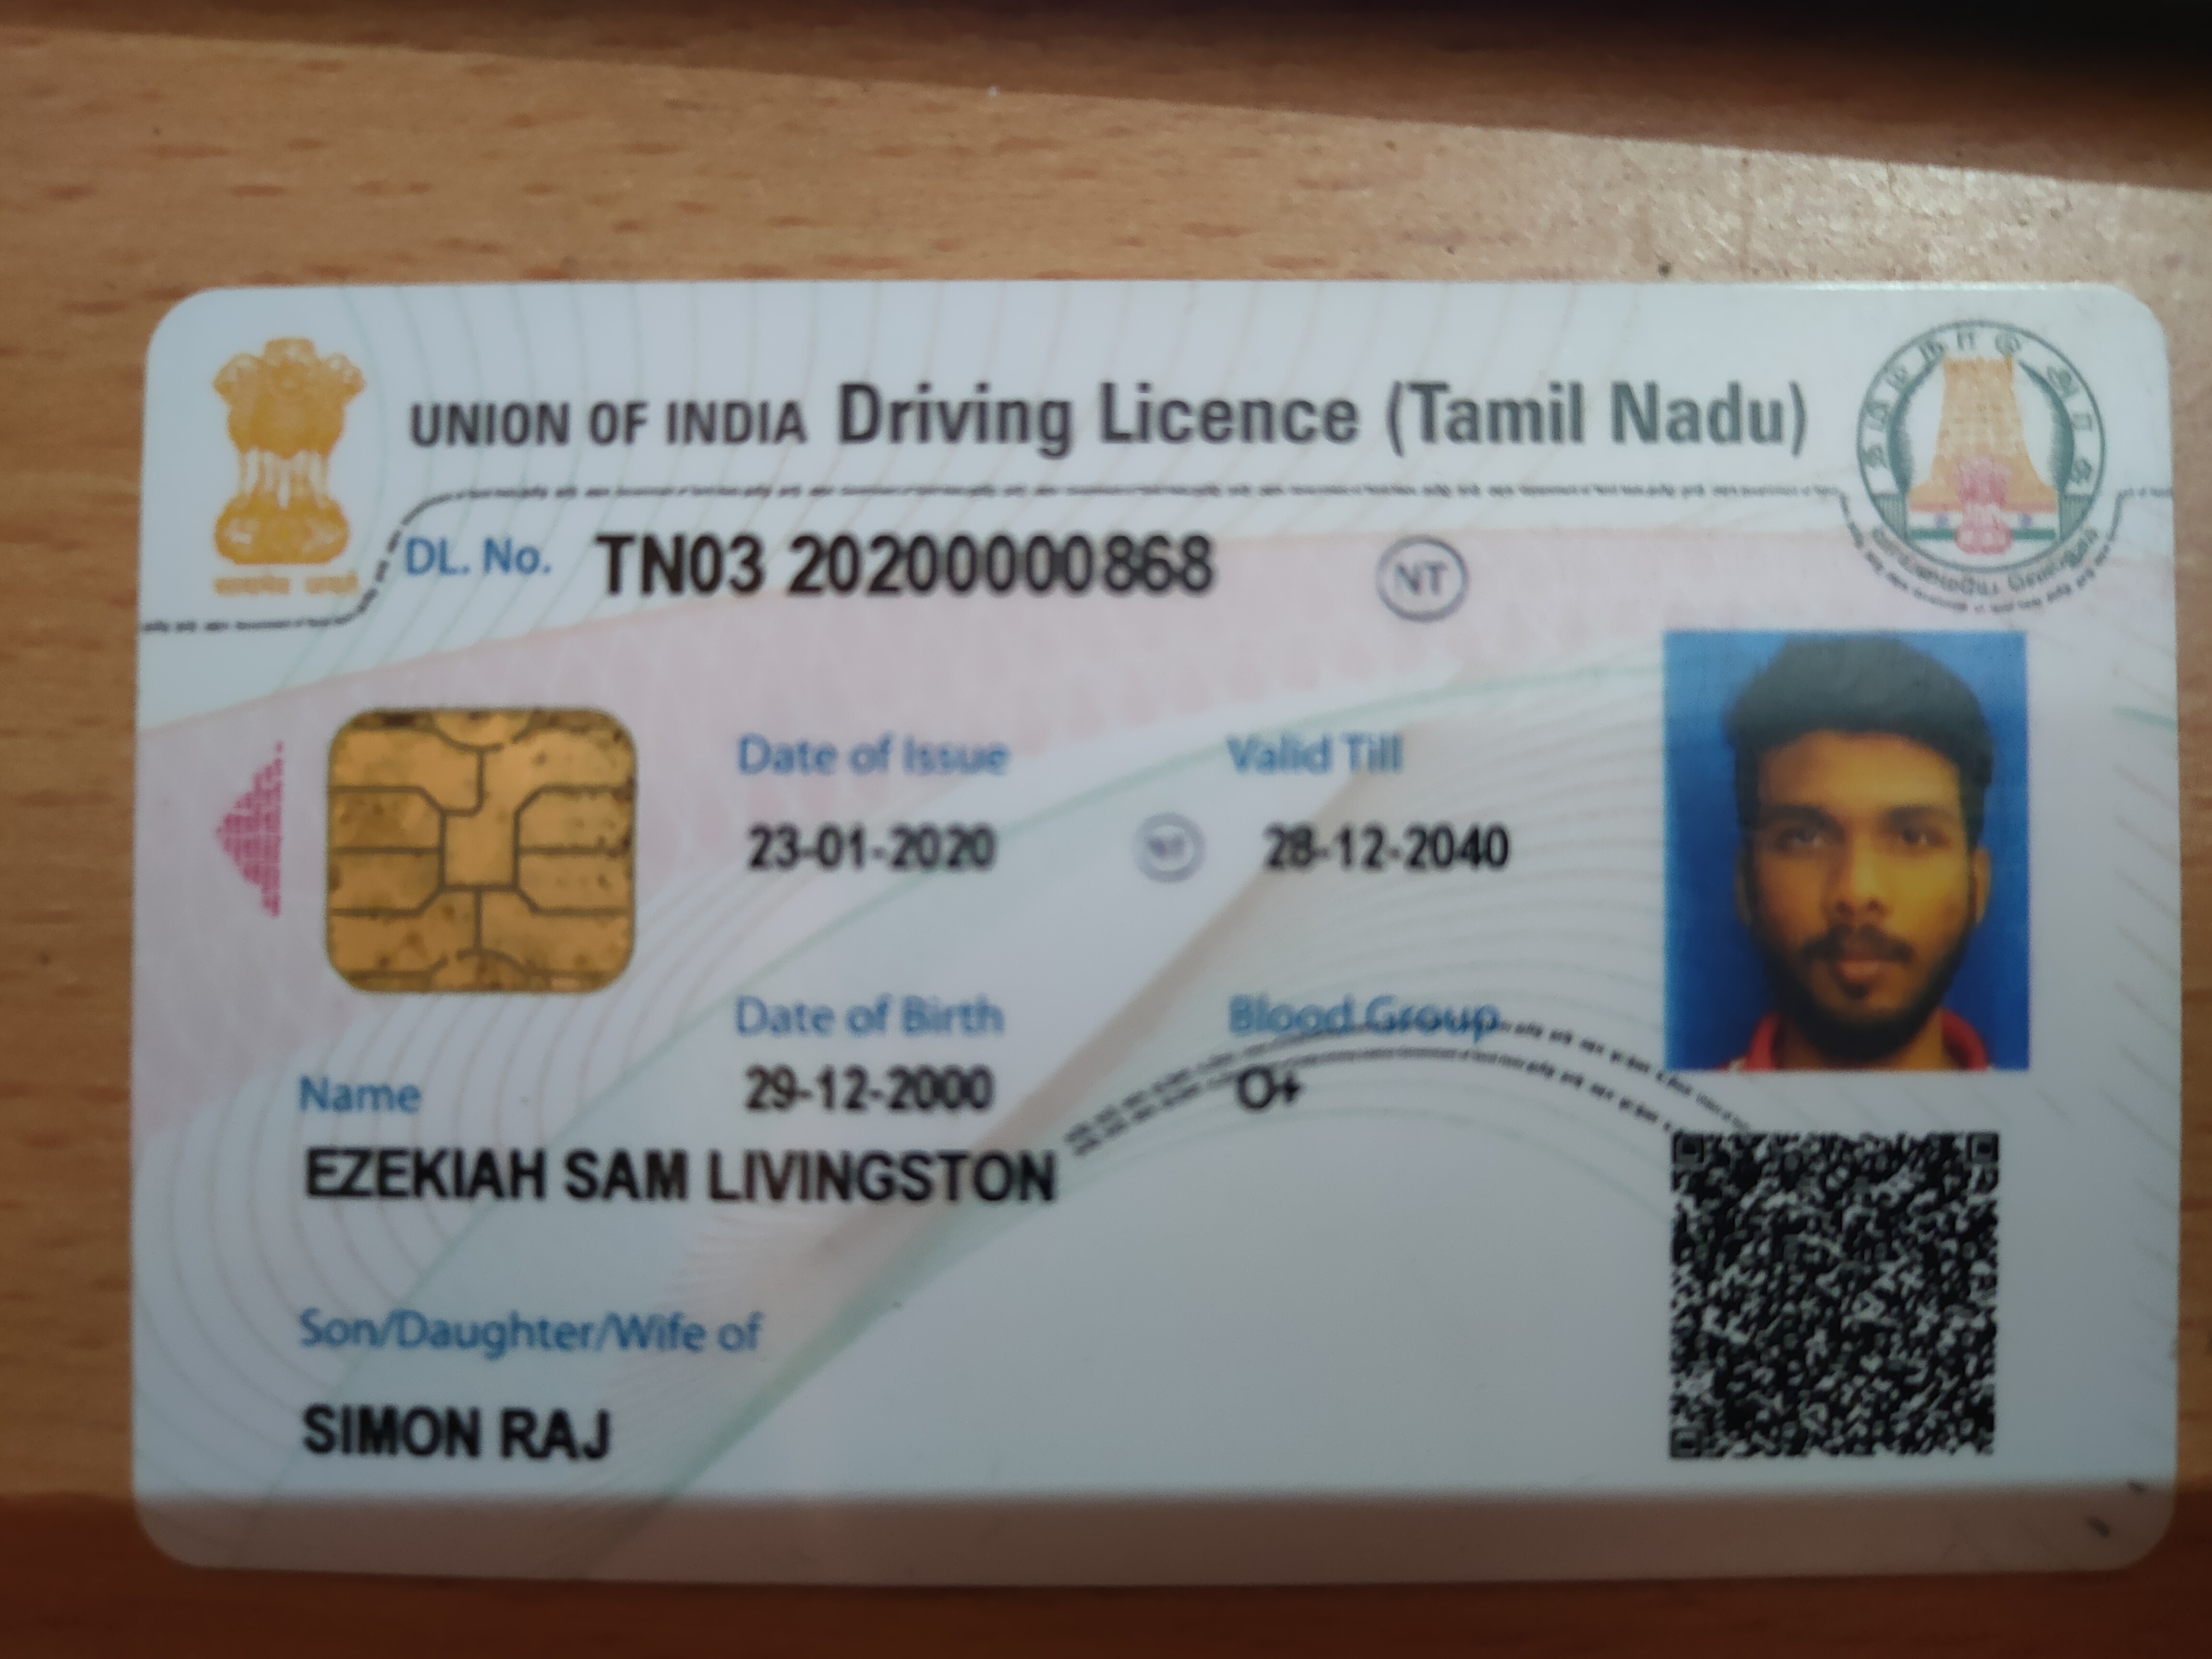 UNION OF INDIA Driving Licence (Tamil Nadu)
DL. No. TN03 20200000868 NT
Date of Issue Valid Till
23-01-2020 NT 28-12-2040
Date of Birth Blood Group
29-12-2000 O+
Name
EZEKIAH SAM LIVINGSTON
Son/Daughter/Wife of
SIMON RAJ